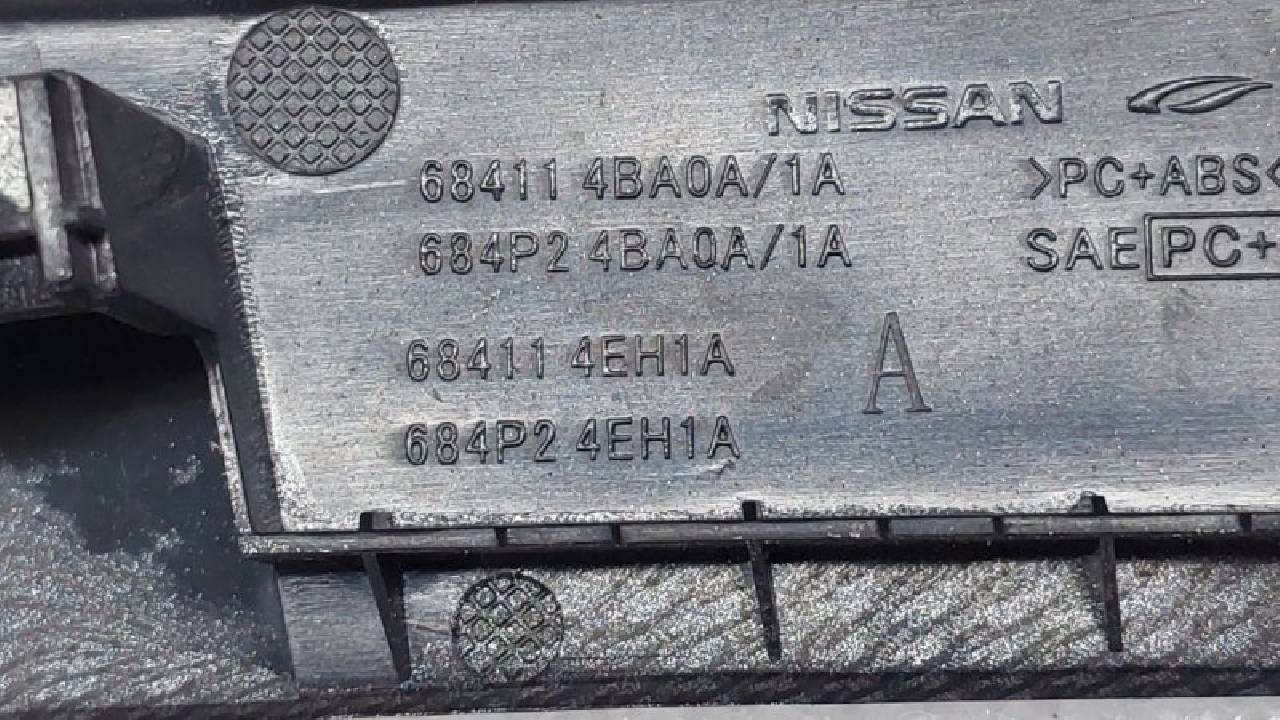 NISSAN
68411 4BA0A/1A >PC+ABS<
684P2 4BA0A/1A SAE PC+
68411 4EH1A
A
684P2 4EH1A